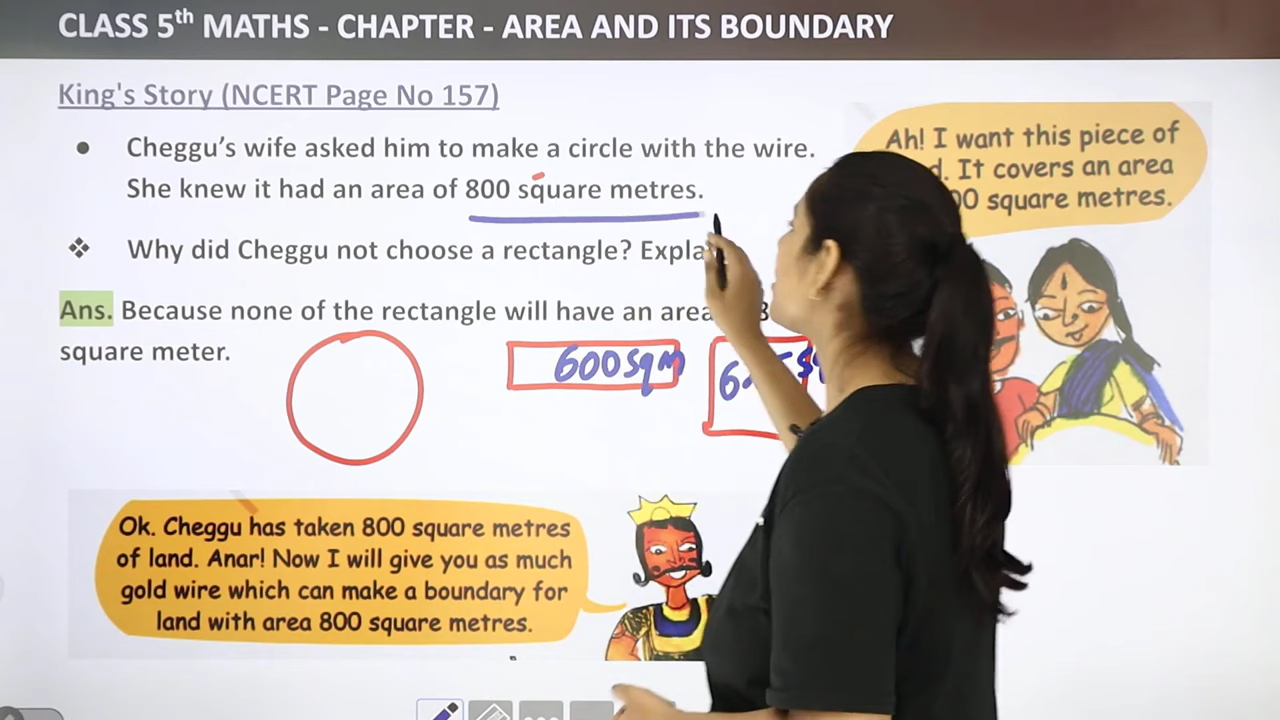 CLASS 5th MATHS - CHAPTER - AREA AND ITS BOUNDARY
King's Story (NCERT Page No 157)
● Cheggu's wife asked him to make a circle with the wire.
She knew it had an area of 800 square metres.
❖ Why did Cheggu not choose a rectangle? Expla
Ans. Because none of the rectangle will have an area
square meter.
600sqm
Ah! I want this piece of
It covers an area
square metres.
Ok. Cheggu has taken 800 square metres
of land. Anar! Now I will give you as much
gold wire which can make a boundary for
land with area 800 square metres.